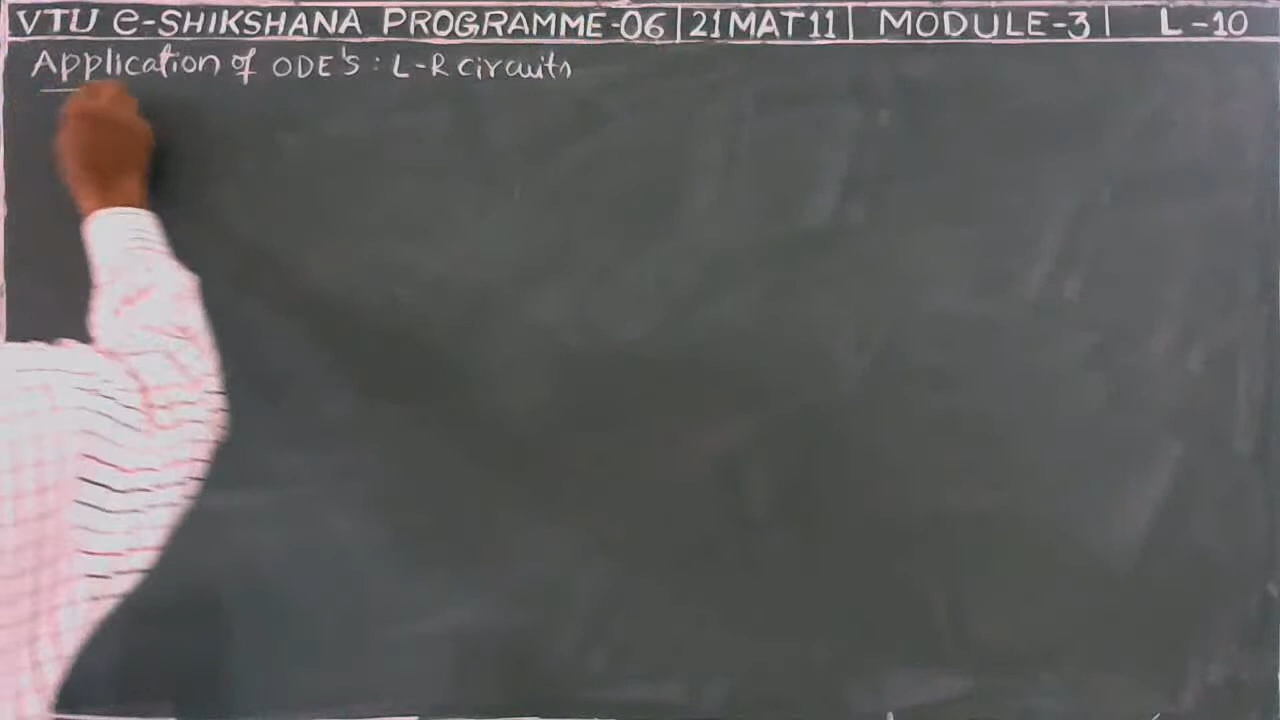 VTU e-SHIKSHANA PROGRAMME-06 | 21MAT11 | MODULE-3 | L-10
Application of ODE's : L-R circuits